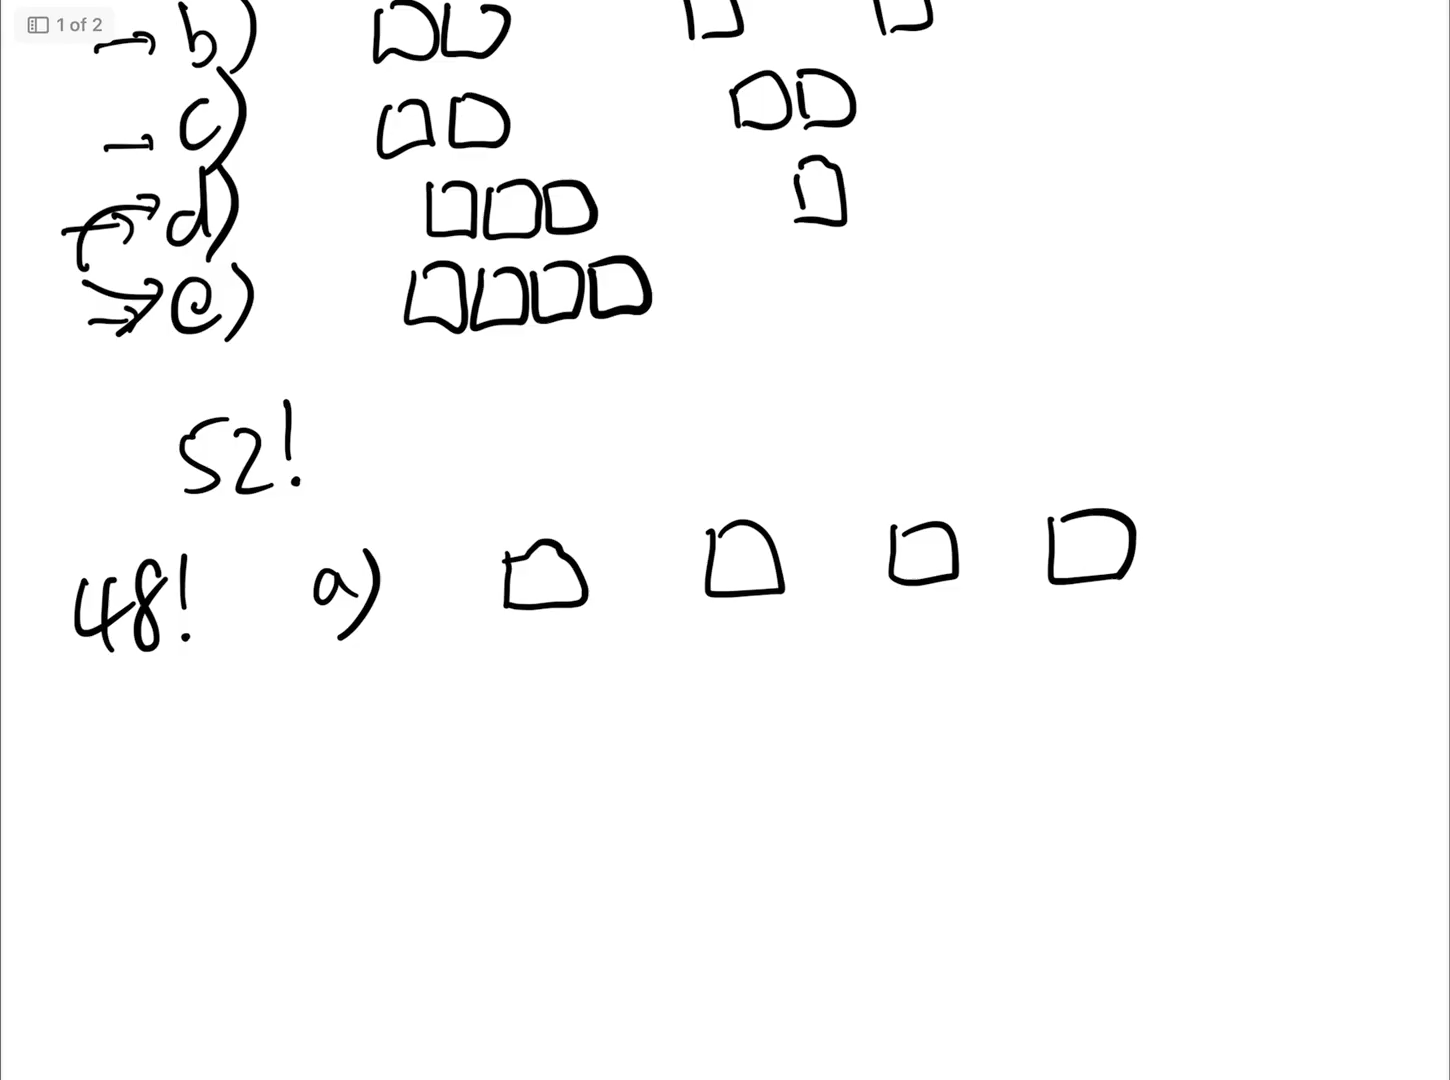 1 of 2
→ b)
→ c)
→ d)
→ e)
52!
48! a)